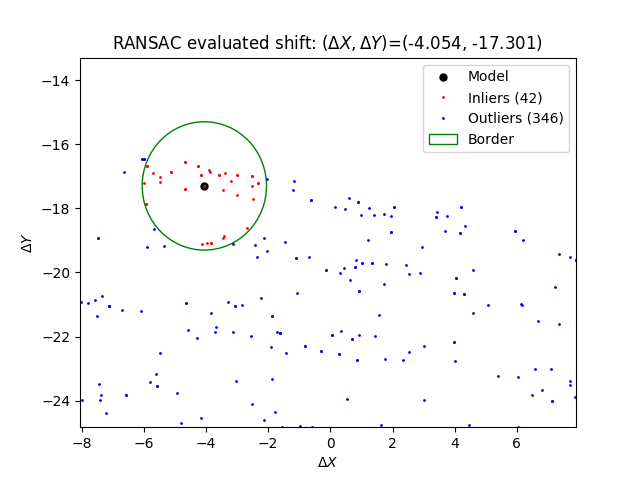 RANSAC evaluated shift: (ΔX, ΔY)=(-4.054, -17.301)
Model
Inliers (42)
Outliers (346)
Border
−14
−16
−18
−20
−22
−24
ΔY
−8 −6 −4 −2 0 2 4 6
ΔX